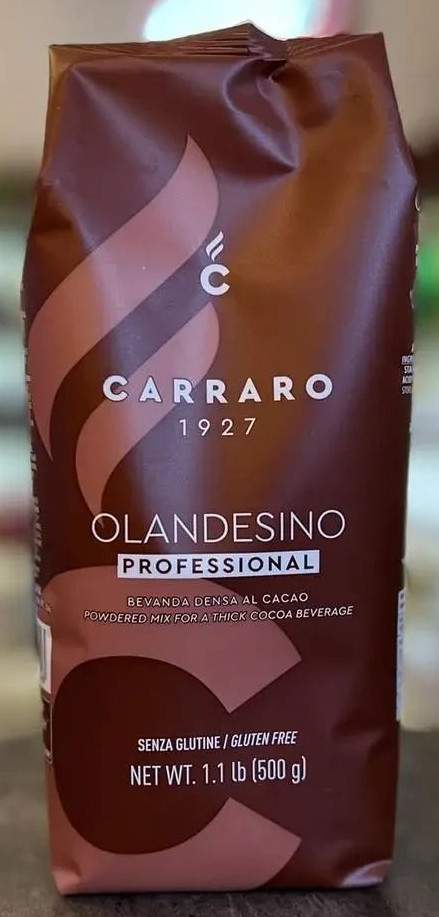 C
CARRARO
1927
OLANDESINO
PROFESSIONAL
BEVANDA DENSA AL CACAO
POWDERED MIX FOR A THICK COCOA BEVERAGE
SENZA GLUTINE / GLUTEN FREE
NET WT. 1.1 lb (500 g)